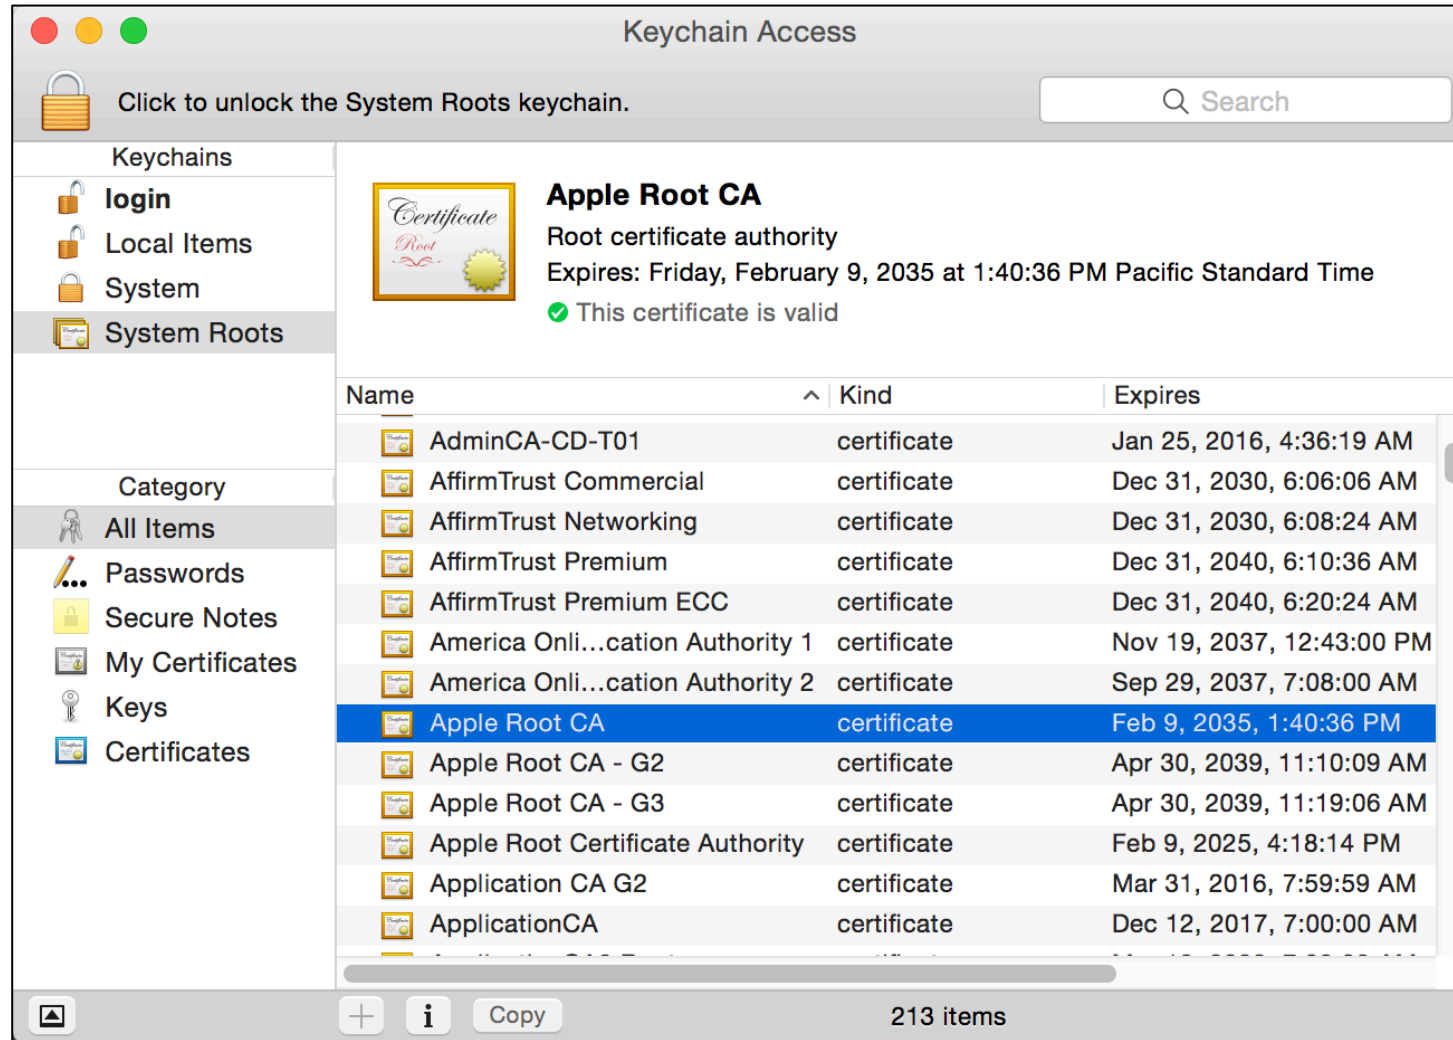 Keychain Access
Click to unlock the System Roots keychain.
Search
Keychains
login
Local Items
System
System Roots
Category
All Items
Passwords
Secure Notes
My Certificates
Keys
Certificates
Certificate
Root
Apple Root CA
Root certificate authority
Expires: Friday, February 9, 2035 at 1:40:36 PM Pacific Standard Time
This certificate is valid
Name Kind Expires
AdminCA-CD-T01 certificate Jan 25, 2016, 4:36:19 AM
AffirmTrust Commercial certificate Dec 31, 2030, 6:06:06 AM
AffirmTrust Networking certificate Dec 31, 2030, 6:08:24 AM
AffirmTrust Premium certificate Dec 31, 2040, 6:10:36 AM
AffirmTrust Premium ECC certificate Dec 31, 2040, 6:20:24 AM
America Onli...cation Authority 1 certificate Nov 19, 2037, 12:43:00 PM
America Onli...cation Authority 2 certificate Sep 29, 2037, 7:08:00 AM
Apple Root CA certificate Feb 9, 2035, 1:40:36 PM
Apple Root CA - G2 certificate Apr 30, 2039, 11:10:09 AM
Apple Root CA - G3 certificate Apr 30, 2039, 11:19:06 AM
Apple Root Certificate Authority certificate Feb 9, 2025, 4:18:14 PM
Application CA G2 certificate Mar 31, 2016, 7:59:59 AM
ApplicationCA certificate Dec 12, 2017, 7:00:00 AM
Copy
213 items